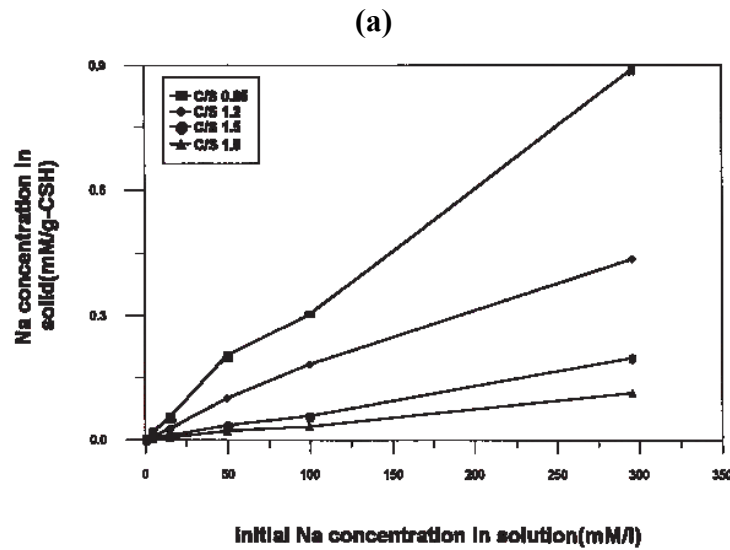 (a)
Na concentration in
solid(mM/g-CSH)
0.9
0.6
0.3
0.0
C/S 0.85
C/S 1.2
C/S 1.5
C/S 1.8
0
50
100
150
200
250
300
350
Initial Na concentration in solution(mM/l)